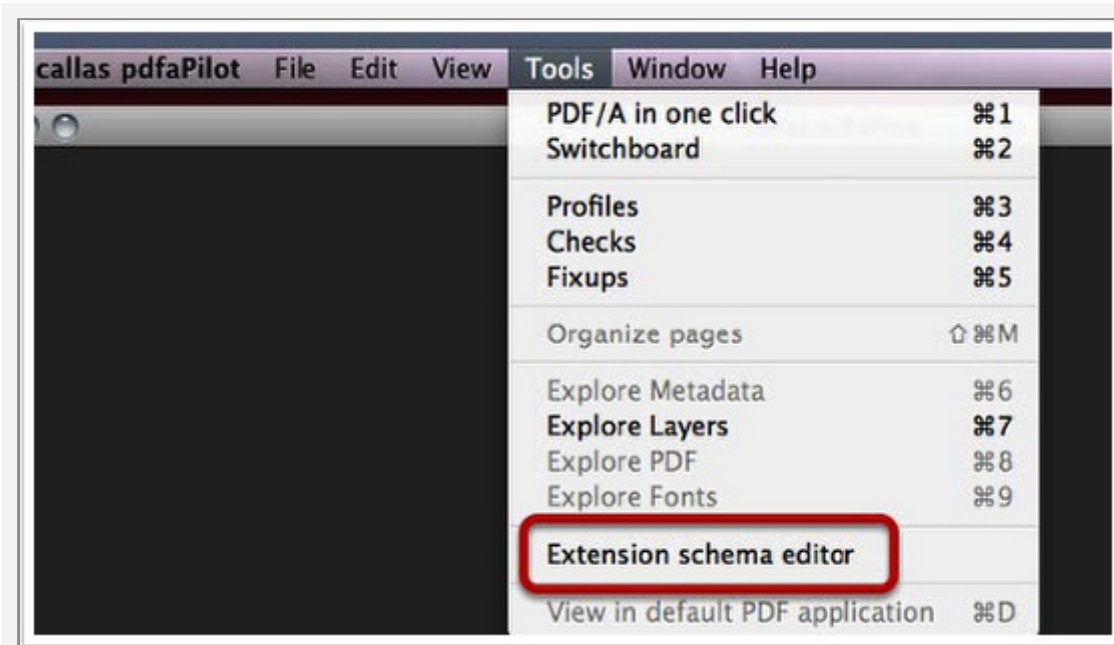 callas pdfaPilot File Edit View Tools Window Help
PDF/A in one click ⌘1
Switchboard ⌘2
Profiles ⌘3
Checks ⌘4
Fixups ⌘5
Organize pages ⇧⌘M
Explore Metadata ⌘6
Explore Layers ⌘7
Explore PDF ⌘8
Explore Fonts ⌘9
Extension schema editor
View in default PDF application ⌘D